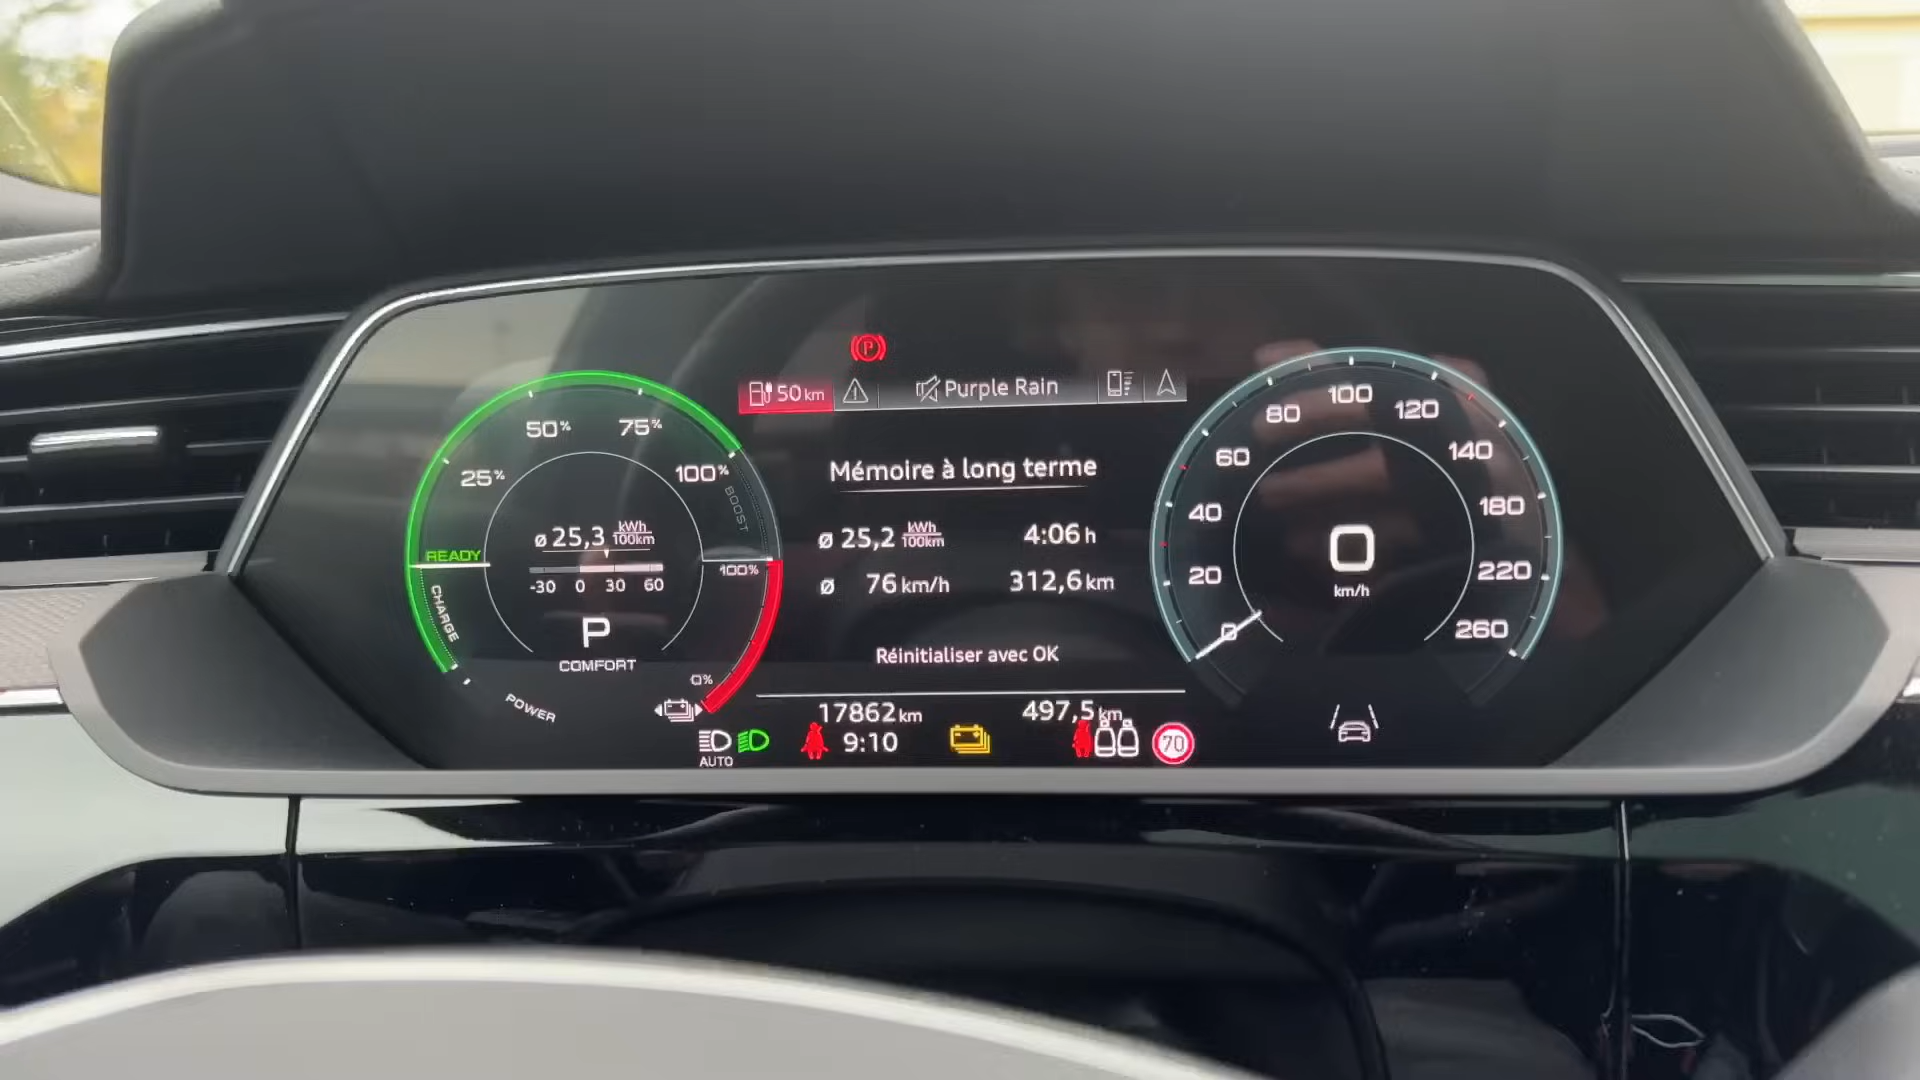 P
50 km
Purple Rain
25%
50%
75%
100%
BOOST
READY
CHARGE
POWER
ø 25,3 kWh/100km
-30 0 30 60
P
COMFORT
100%
0%
Mémoire à long terme
ø 25,2 kWh/100km 4:06 h
ø 76 km/h 312,6 km
Réinitialiser avec OK
17862 km 497,5 km
AUTO
9:10
70
0
20
40
60
80
100
120
140
180
220
260
0
km/h